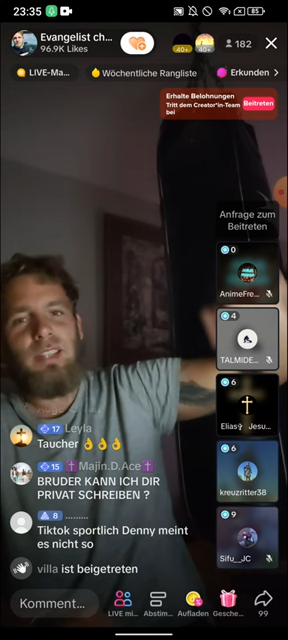 23:35
85
Evangelist ch...
96.9K Likes
40+
40+
182
LIVE-Ma...
Wöchentliche Rangliste
Erkunden
Erhalte Belohnungen
Tritt dem Creator*in-Team bei
Beitreten
Anfrage zum
Beitreten
0
AnimeFre...
4
TALMIDE...
6
Elias✞ Jesu...
6
kreuzritter38
9
Sifu__JC
17 Leyla
Taucher 👌👌👌
15 ✝️Majin.D.Ace✝️
BRUDER KANN ICH DIR
PRIVAT SCHREIBEN ?
8 .........
Tiktok sportlich Denny meint
es nicht so
villa ist beigetreten
Komment...
LIVE mi...
Abstim...
Aufladen
Gesche...
99